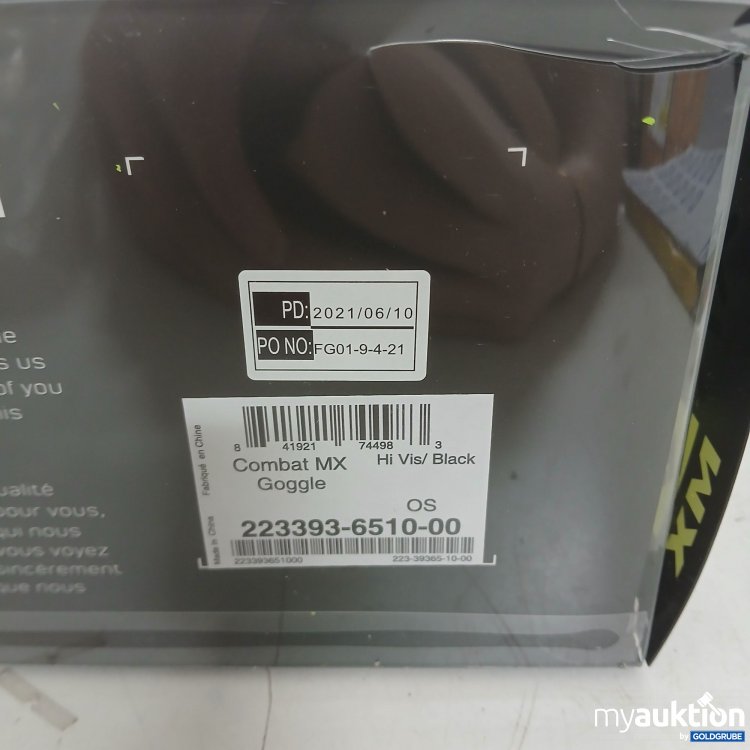 PD: 2021/06/10
PO NO: FG01-9-4-21
s us
of you
ualité
pour vous,
qui nous
vous voyez
sincèrement
que nous
Fabriqué en Chine
Made in China
8 41921 74498 3
Combat MX Hi Vis/ Black
Goggle
OS
223393-6510-00
223393651000 223-39365-10-00
XM
myauktion
by GOLDGRUBE